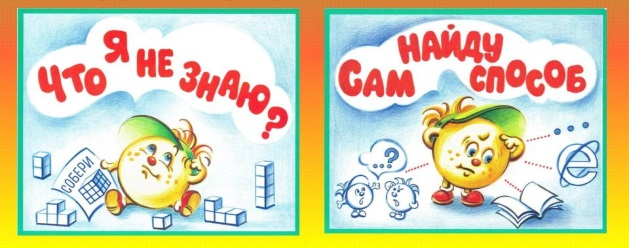 ЧТО Я НЕ ЗНАЮ?
СОБЕРИ
САМ НАЙДУ СПОСОБ
...?
e